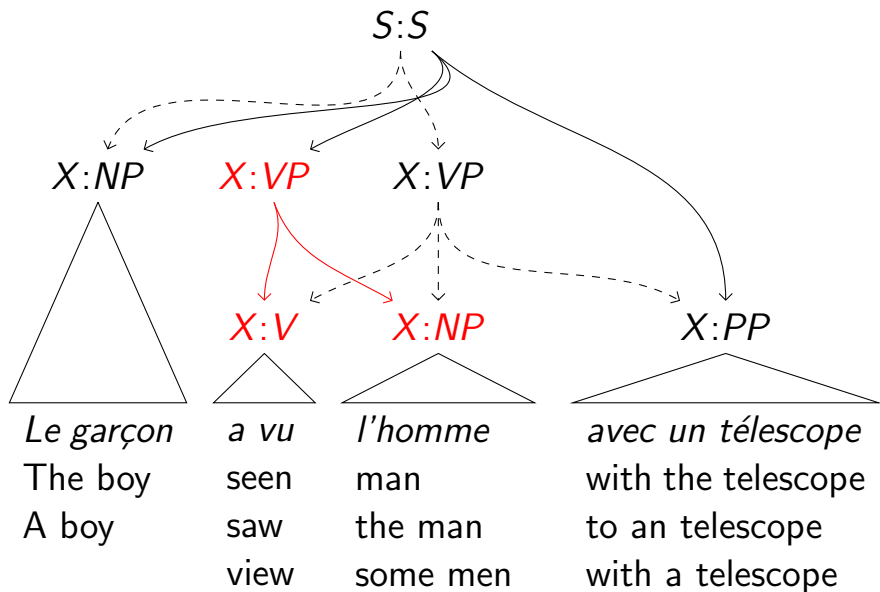 S:S
X:NP X:VP X:VP
X:V X:NP X:PP
Le garçon a vu l'homme avec un télescope
The boy seen man with the telescope
A boy saw the man to an telescope
view some men with a telescope